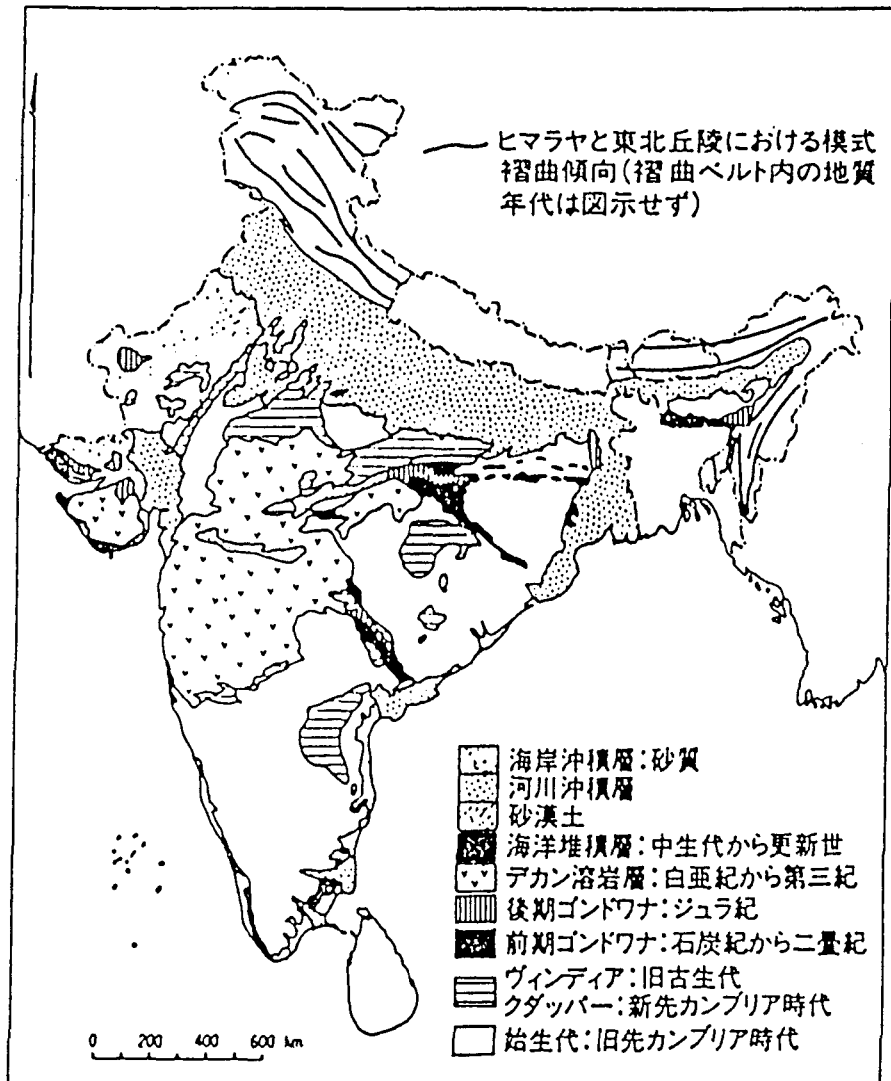 ヒマラヤと東北丘陵における模式
褶曲傾向(褶曲ベルト内の地質
年代は図示せず)
海岸沖積層:砂質
河川沖積層
砂漠土
海洋堆積層:中生代から更新世
デカン溶岩層:白亜紀から第三紀
後期ゴンドワナ:ジュラ紀
前期ゴンドワナ:石炭紀から二畳紀
ヴィンディア:旧古生代
クダッパー:新先カンブリア時代
始生代:旧先カンブリア時代
0 200 400 600 km